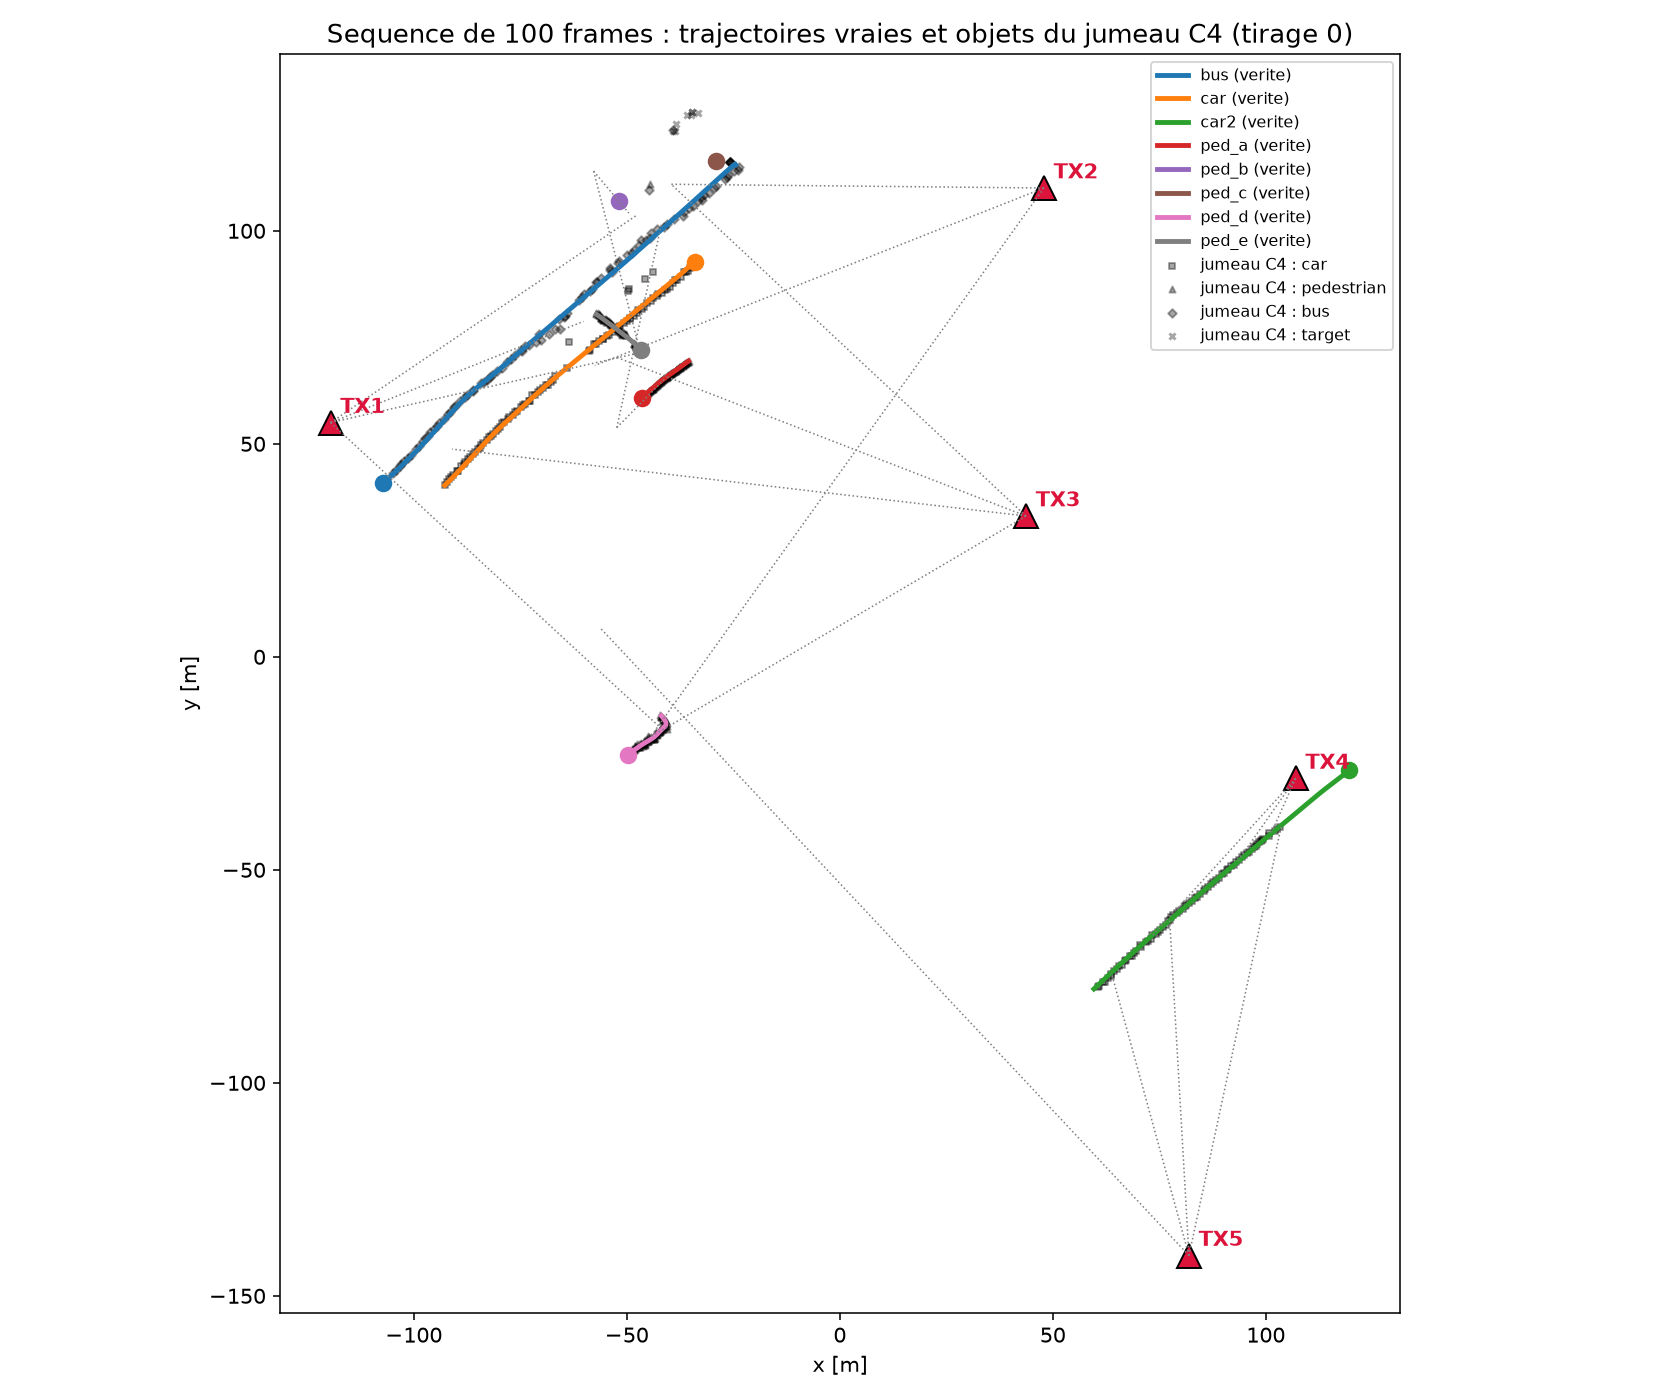 Sequence de 100 frames : trajectoires vraies et objets du jumeau C4 (tirage 0)
bus (verite)
car (verite)
car2 (verite)
ped_a (verite)
ped_b (verite)
ped_c (verite)
ped_d (verite)
ped_e (verite)
jumeau C4 : car
jumeau C4 : pedestrian
jumeau C4 : bus
jumeau C4 : target
TX2
TX1
TX3
TX4
TX5
100
50
0
−50
−100
−150
y [m]
−100
−50
0
50
100
x [m]